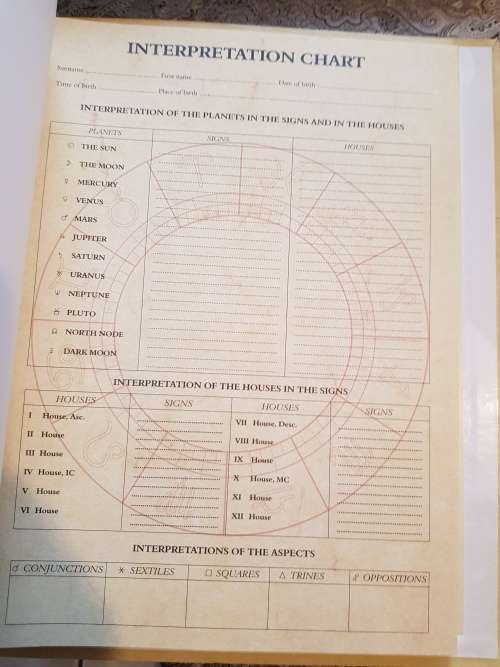 INTERPRETATION CHART
Surname First name Date of birth
Time of birth Place of birth
INTERPRETATION OF THE PLANETS IN THE SIGNS AND IN THE HOUSES
PLANETS SIGNS HOUSES
☉ THE SUN
☽ THE MOON
☿ MERCURY
♀ VENUS
♂ MARS
♃ JUPITER
♄ SATURN
♅ URANUS
♆ NEPTUNE
♇ PLUTO
☊ NORTH NODE
⚸ DARK MOON
INTERPRETATION OF THE HOUSES IN THE SIGNS
HOUSES SIGNS HOUSES SIGNS
I House, Asc. VII House, Desc.
II House VIII House
III House IX House
IV House, IC X House, MC
V House XI House
VI House XII House
INTERPRETATIONS OF THE ASPECTS
☌ CONJUNCTIONS ⚹ SEXTILES □ SQUARES △ TRINES ☍ OPPOSITIONS